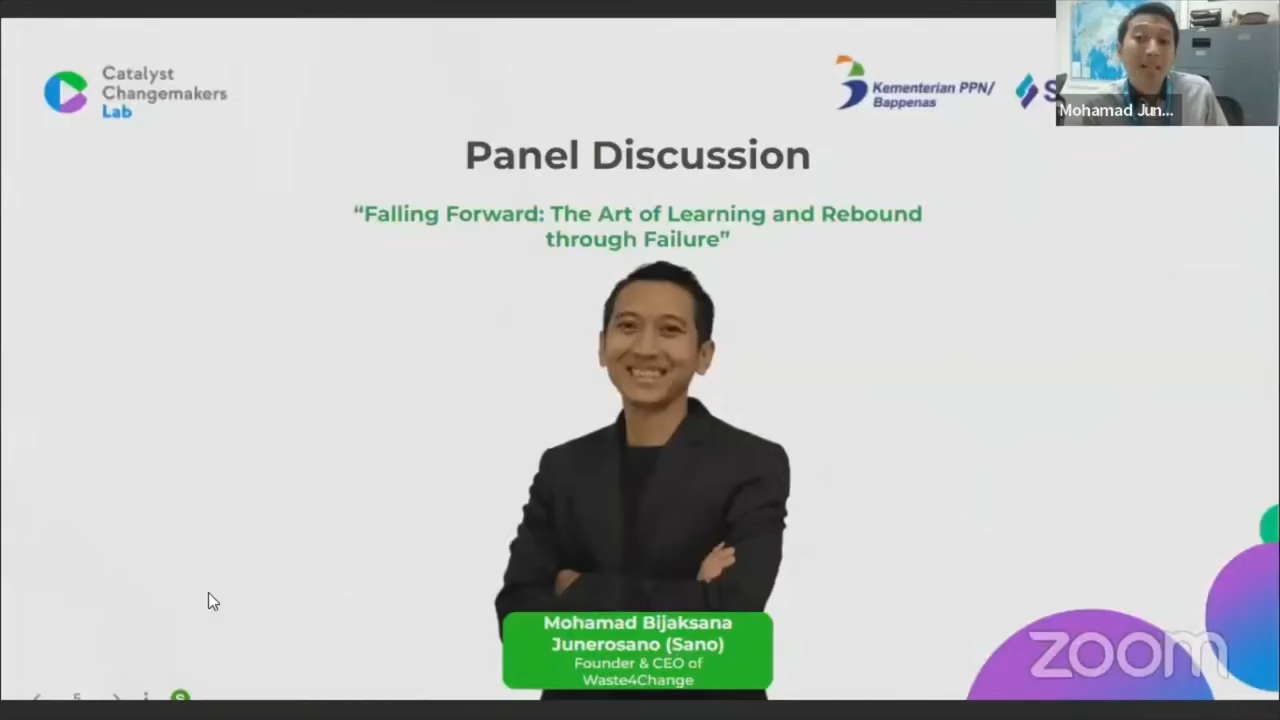 Catalyst
Changemakers
Lab
Kementerian PPN/
Bappenas
S
Mohamad Jun...
Panel Discussion
“Falling Forward: The Art of Learning and Rebound
through Failure”
Mohamad Bijaksana
Junerosano (Sano)
Founder & CEO of
Waste4Change
zoom